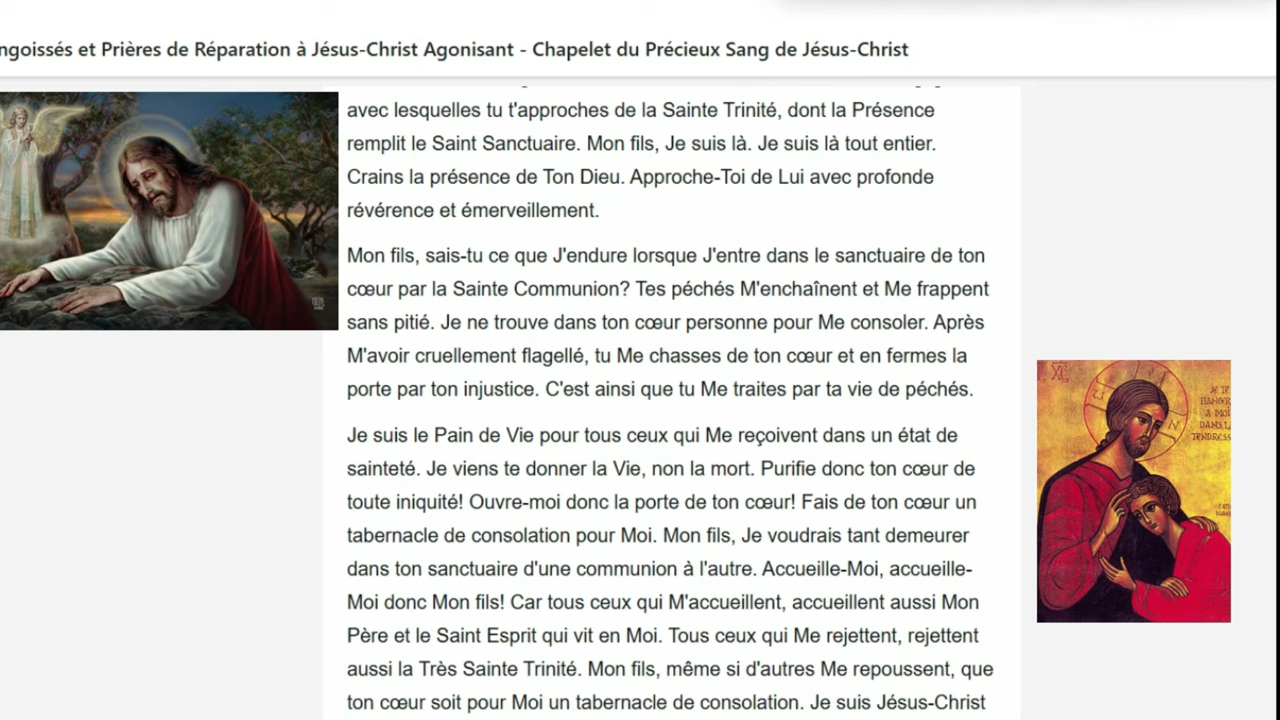 ngoissés et Prières de Réparation à Jésus-Christ Agonisant - Chapelet du Précieux Sang de Jésus-Christ
avec lesquelles tu t'approches de la Sainte Trinité, dont la Présence
remplit le Saint Sanctuaire. Mon fils, Je suis là. Je suis là tout entier.
Crains la présence de Ton Dieu. Approche-Toi de Lui avec profonde
révérence et émerveillement.
Mon fils, sais-tu ce que J'endure lorsque J'entre dans le sanctuaire de ton
cœur par la Sainte Communion? Tes péchés M'enchaînent et Me frappent
sans pitié. Je ne trouve dans ton cœur personne pour Me consoler. Après
M'avoir cruellement flagellé, tu Me chasses de ton cœur et en fermes la
porte par ton injustice. C'est ainsi que tu Me traites par ta vie de péchés.
Je suis le Pain de Vie pour tous ceux qui Me reçoivent dans un état de
sainteté. Je viens te donner la Vie, non la mort. Purifie donc ton cœur de
toute iniquité! Ouvre-moi donc la porte de ton cœur! Fais de ton cœur un
tabernacle de consolation pour Moi. Mon fils, Je voudrais tant demeurer
dans ton sanctuaire d'une communion à l'autre. Accueille-Moi, accueille-
Moi donc Mon fils! Car tous ceux qui M'accueillent, accueillent aussi Mon
Père et le Saint Esprit qui vit en Moi. Tous ceux qui Me rejettent, rejettent
aussi la Très Sainte Trinité. Mon fils, même si d'autres Me repoussent, que
ton cœur soit pour Moi un tabernacle de consolation. Je suis Jésus-Christ
A MOI
DANS LA
TENDRESS